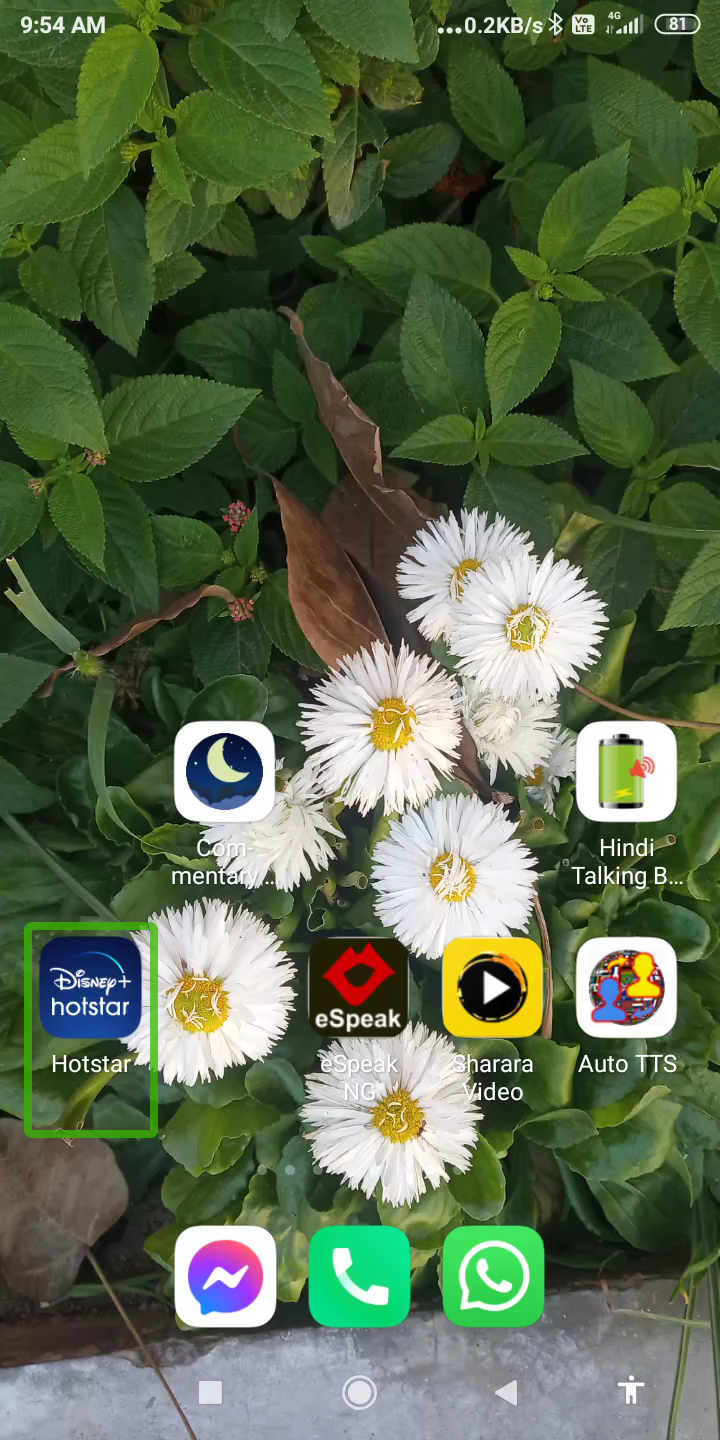 9:54 AM
...0.2KB/s
Vo LTE
4G
81
Com-
mentary ...
Hindi
Talking B...
Disney+
hotstar
eSpeak
Hotstar
eSpeak
NG
Sharara
Video
Auto TTS